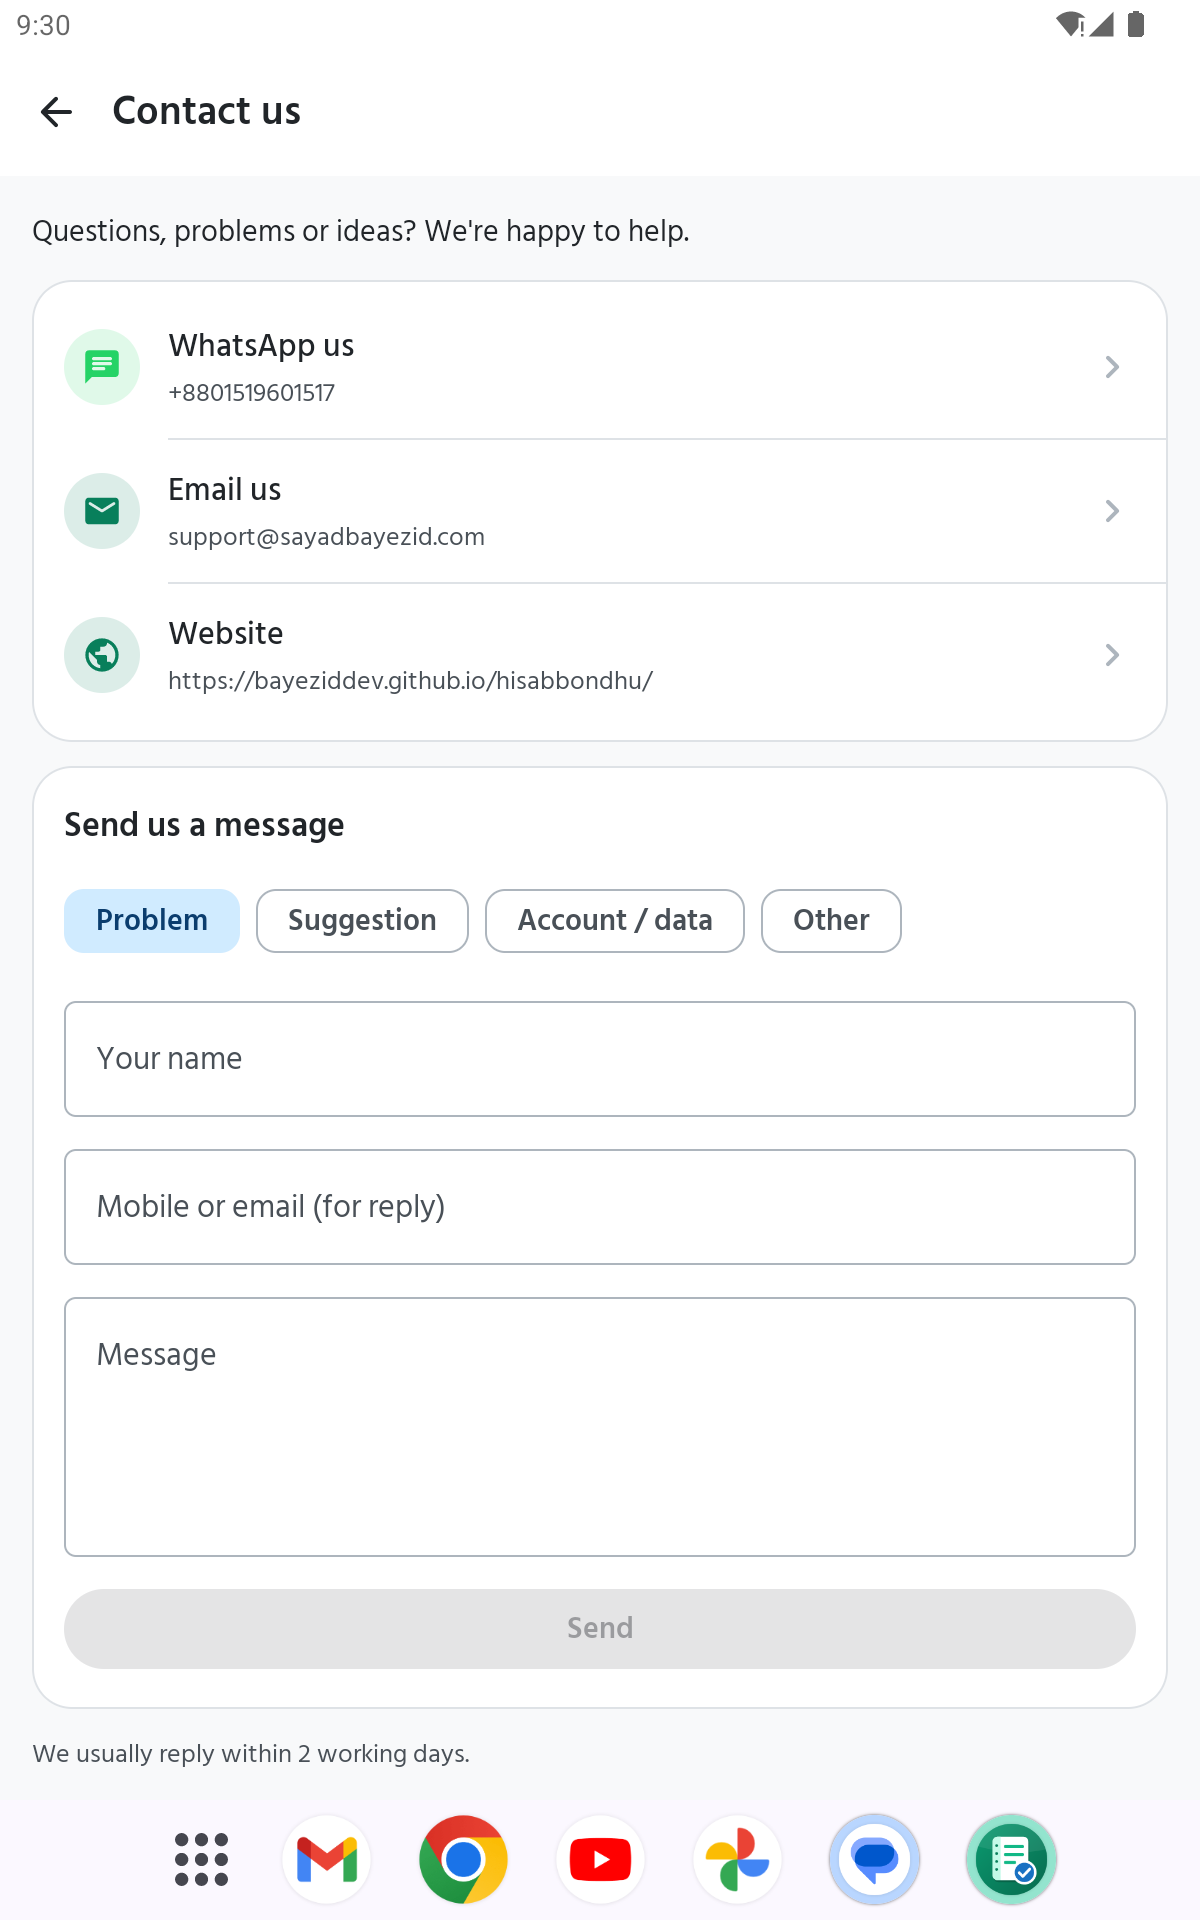 9:30
Contact us
Questions, problems or ideas? We're happy to help.
WhatsApp us
+8801519601517
Email us
support@sayadbayezid.com
Website
https://bayeziddev.github.io/hisabbondhu/
Send us a message
Problem
Suggestion
Account / data
Other
Your name
Mobile or email (for reply)
Message
Send
We usually reply within 2 working days.